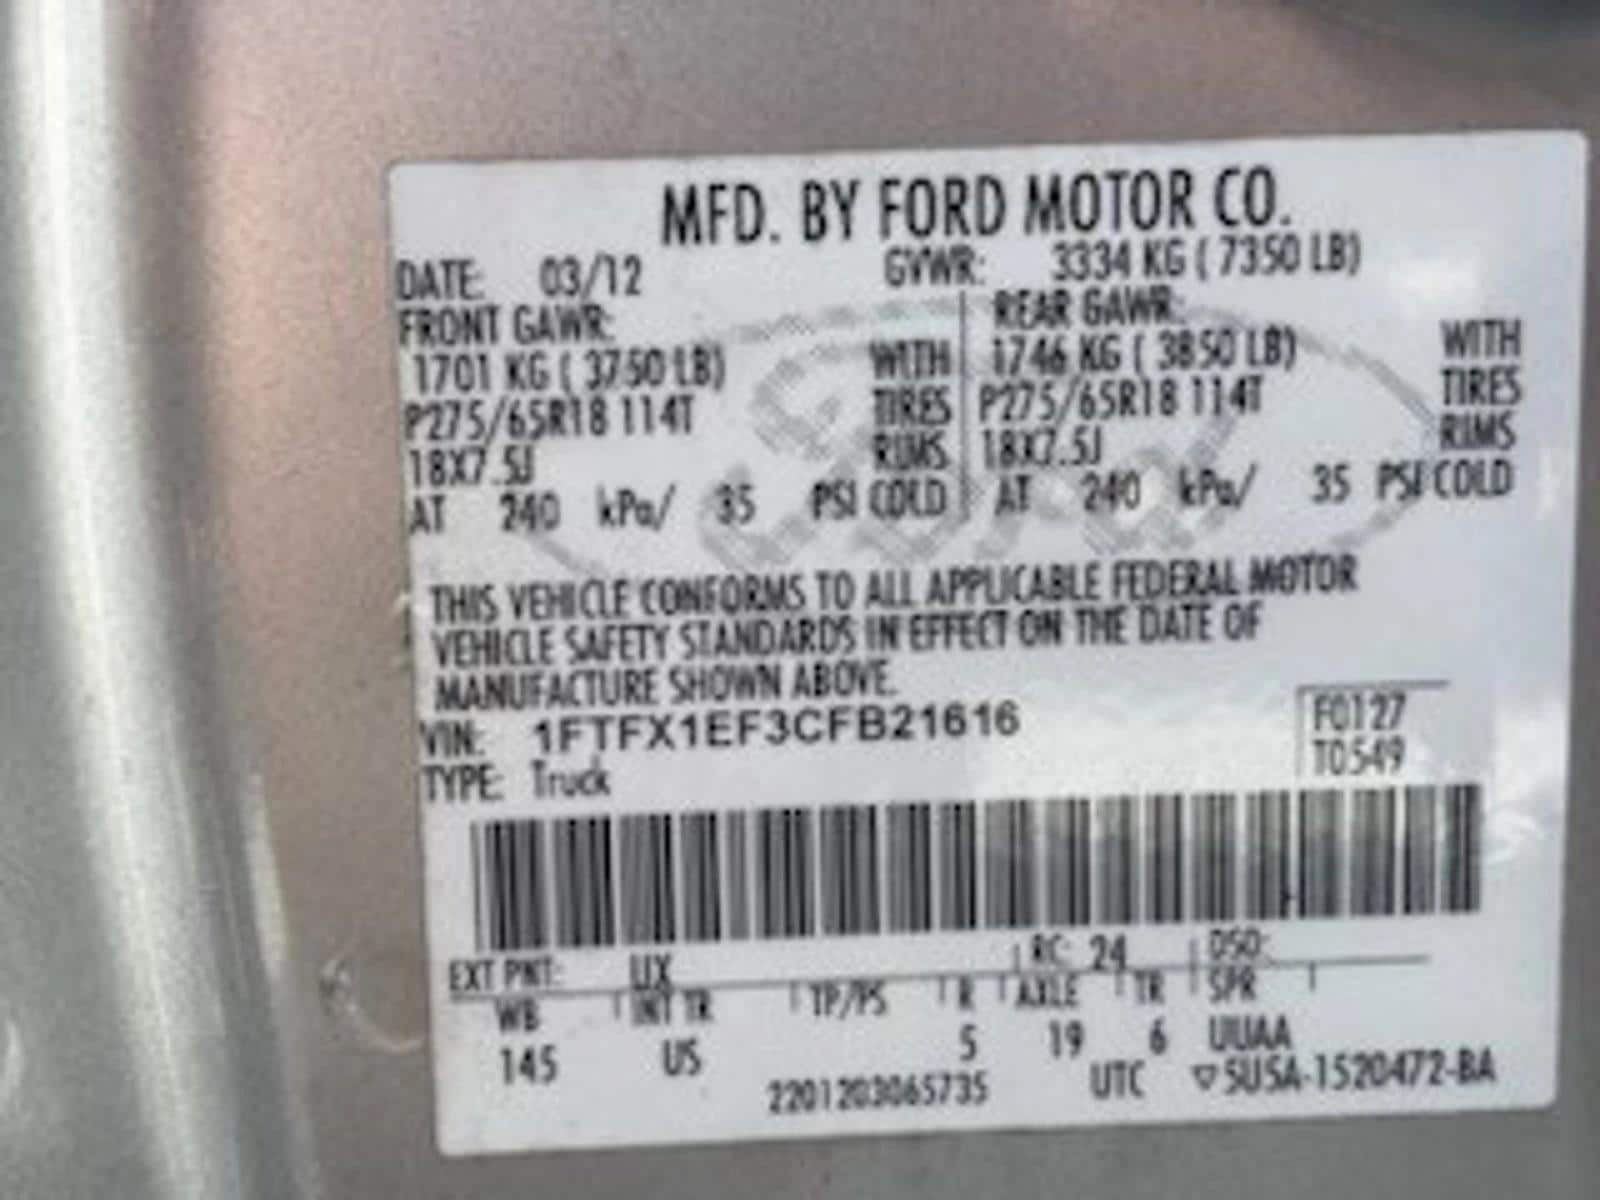 MFD. BY FORD MOTOR CO.
DATE: 03/12 GVWR: 3334 KG ( 7350 LB)
FRONT GAWR: REAR GAWR:
1701 KG ( 3750 LB) WITH 1746 KG ( 3850 LB) WITH
P275/65R18 114T TIRES P275/65R18 114T TIRES
18X7.5J RIMS 18X7.5J RIMS
AT 240 kPa/ 35 PSI COLD AT 240 kPa/ 35 PSI COLD
THIS VEHICLE CONFORMS TO ALL APPLICABLE FEDERAL MOTOR
VEHICLE SAFETY STANDARDS IN EFFECT ON THE DATE OF
MANUFACTURE SHOWN ABOVE.
VIN: 1FTFX1EF3CFB21616 F0127
TYPE: Truck T0549
EXT PNT: UX RC: 24 DSO:
WB INT TR TP/PS R AXLE TR SPR
145 US 5 19 6 UUAA
2201203065735 UTC ▽5U5A-1520472-BA